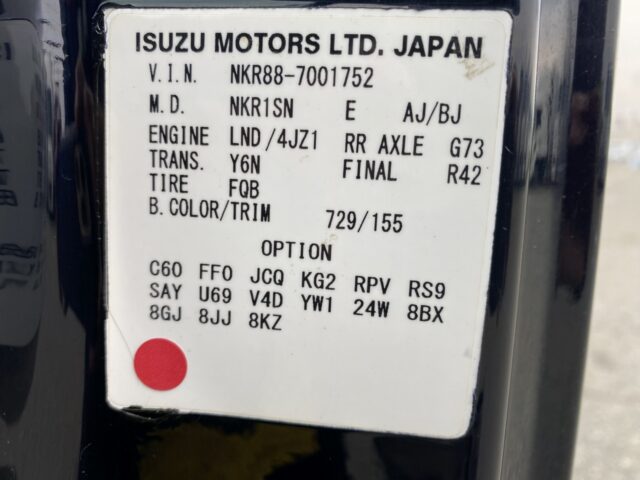 ISUZU MOTORS LTD. JAPAN
V.I.N. NKR88-7001752
M.D. NKR1SN E AJ/BJ
ENGINE LND/4JZ1 RR AXLE G73
TRANS. Y6N FINAL R42
TIRE FQB
B.COLOR/TRIM 729/155
OPTION
C60 FF0 JCQ KG2 RPV RS9
SAY U69 V4D YW1 24W 8BX
8GJ 8JJ 8KZ